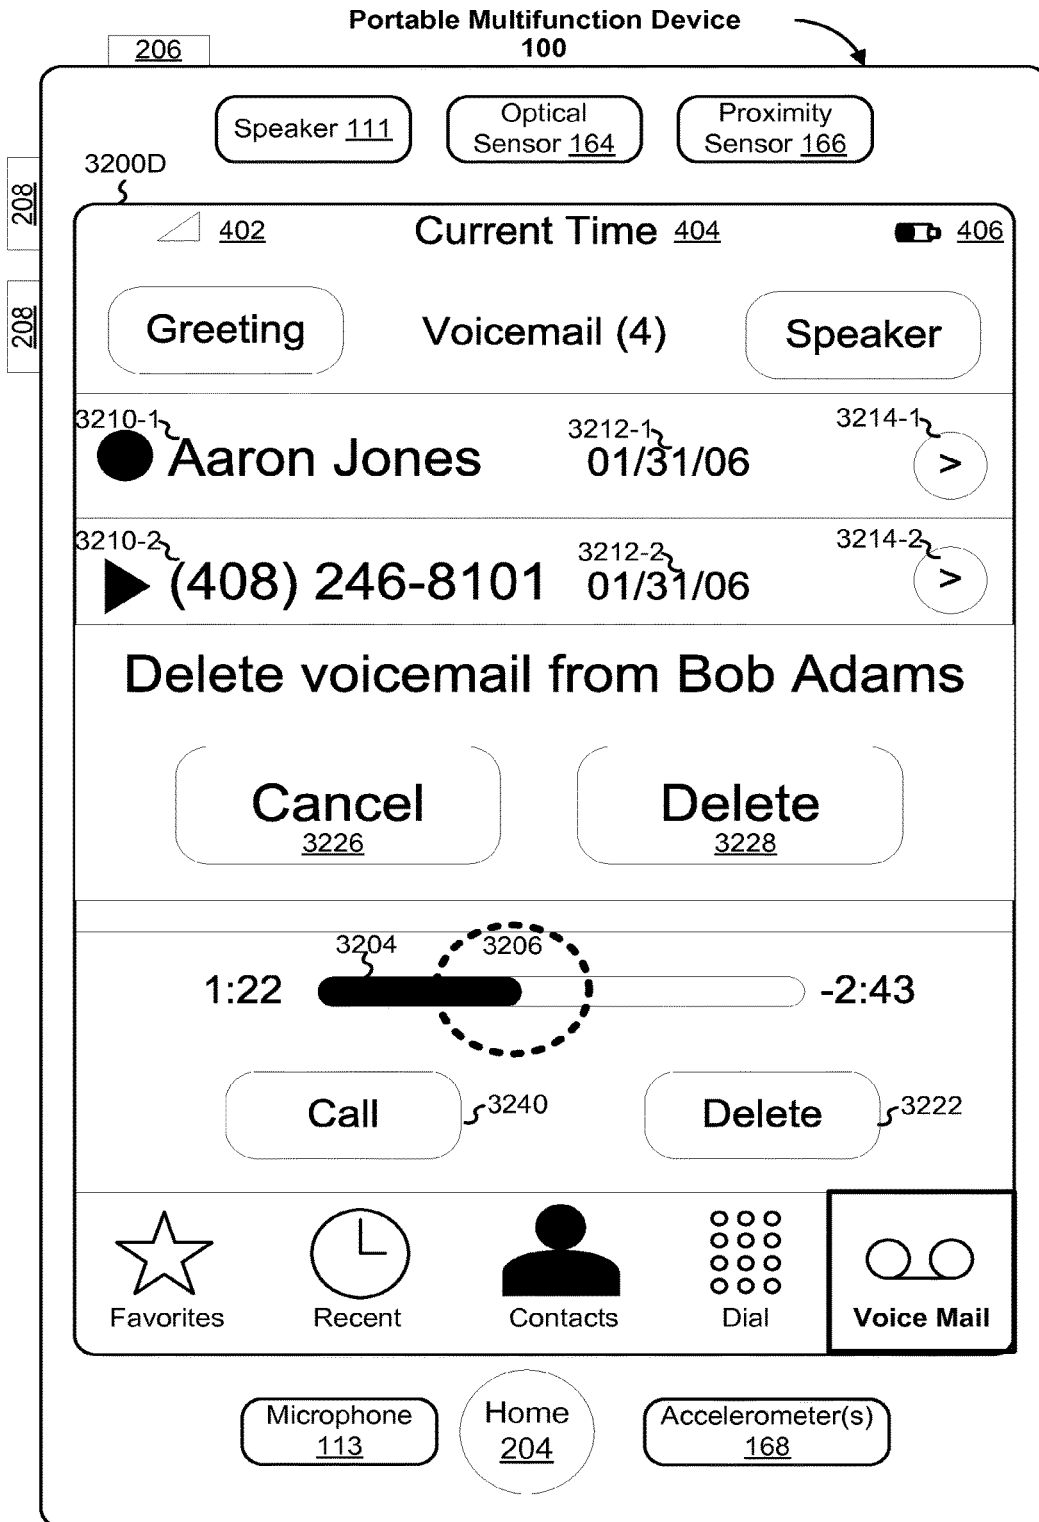 Portable Multifunction Device
100
206
Speaker 111
Optical
Sensor 164
Proximity
Sensor 166
208
3200D
402
Current Time 404
406
208
Greeting
Voicemail (4)
Speaker
3210-1
3212-1
3214-1
Aaron Jones
01/31/06
>
3210-2
3212-2
3214-2
(408) 246-8101
01/31/06
>
Delete voicemail from Bob Adams
Cancel
3226
Delete
3228
3204
3206
1:22
-2:43
Call
3240
Delete
3222
Favorites
Recent
Contacts
Dial
Voice Mail
Microphone
113
Home
204
Accelerometer(s)
168